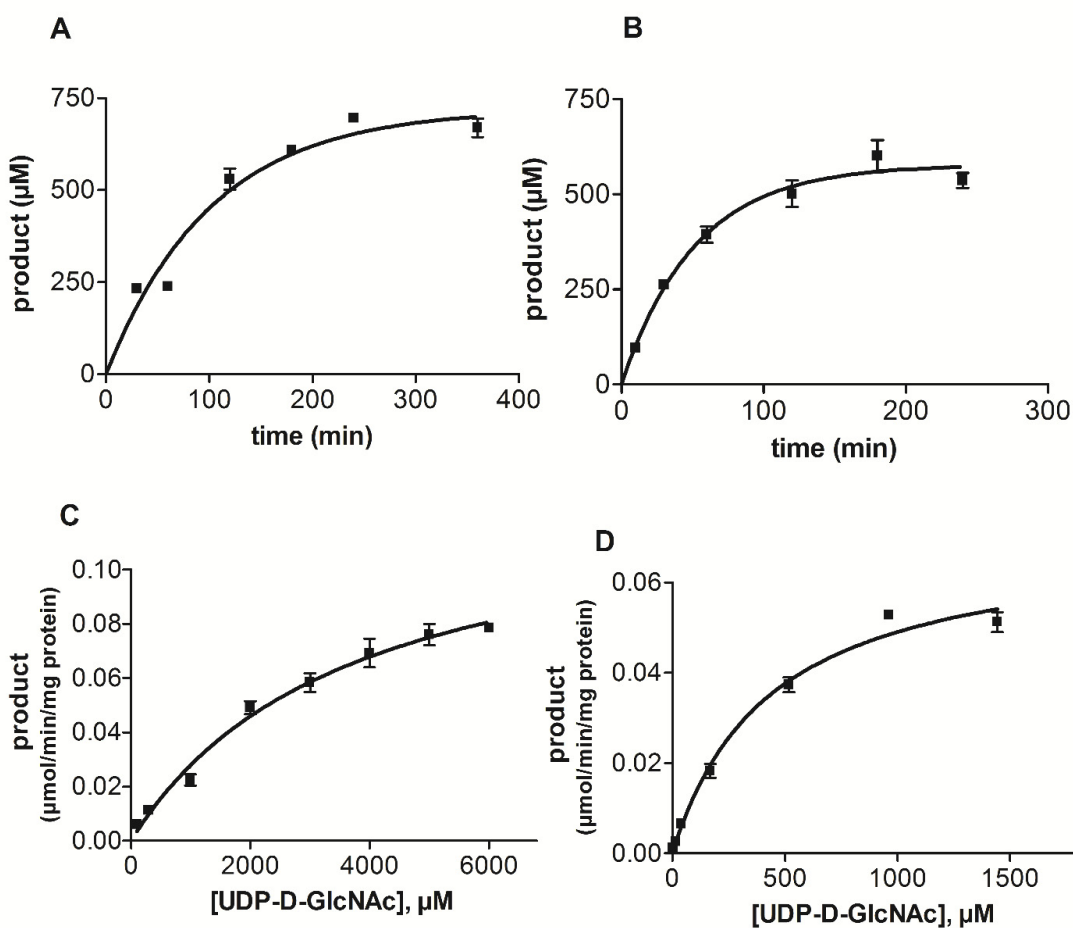 A
750
500
250
0
product (µM)
0 100 200 300 400
time (min)
B
750
500
250
0
product (µM)
0 100 200 300
time (min)
C
0.10
0.08
0.06
0.04
0.02
0.00
product
(µmol/min/mg protein)
0 2000 4000 6000
[UDP-D-GlcNAc], µM
D
0.06
0.04
0.02
0.00
product
(µmol/min/mg protein)
0 500 1000 1500
[UDP-D-GlcNAc], µM